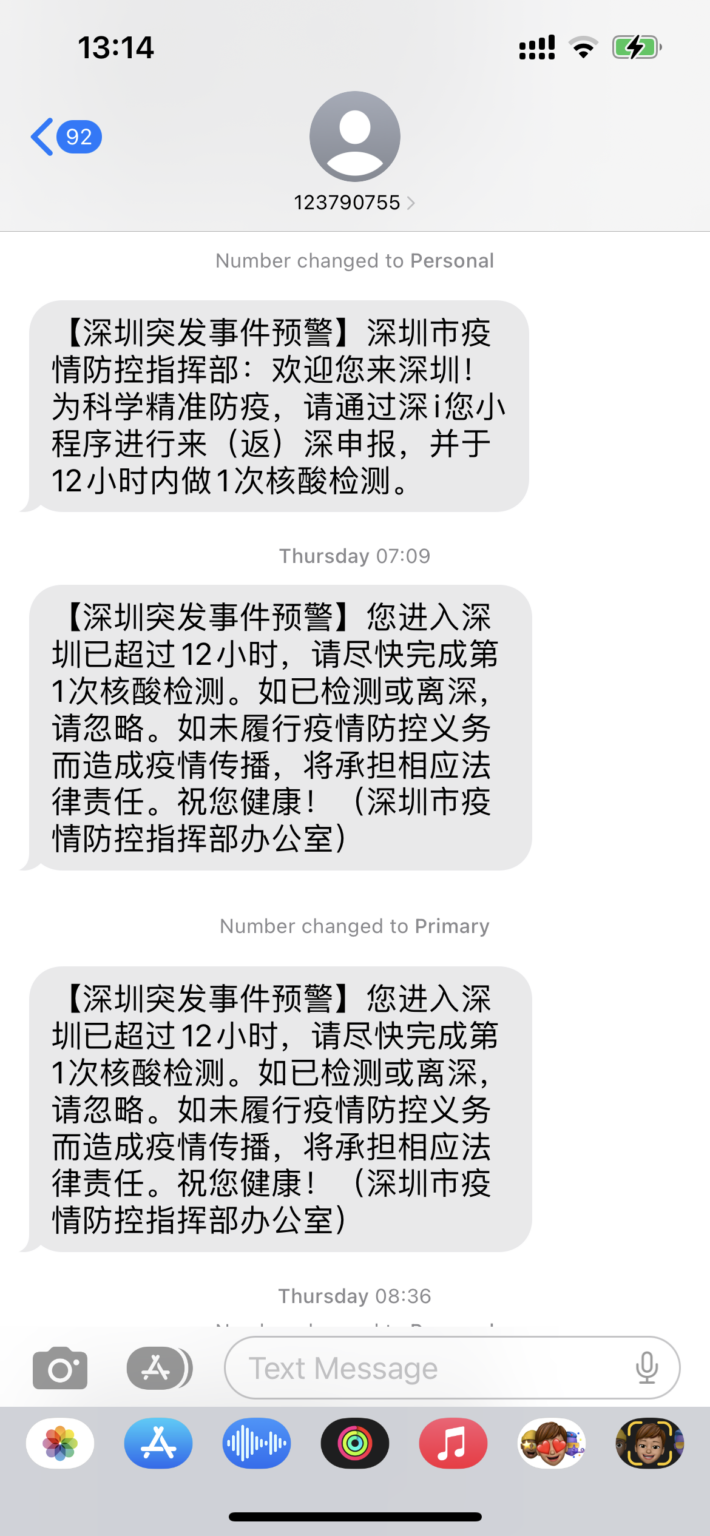 13:14
92
123790755
Number changed to Personal
【深圳突发事件预警】深圳市疫
情防控指挥部：欢迎您来深圳！
为科学精准防疫，请通过深i您小
程序进行来（返）深申报，并于
12小时内做1次核酸检测。
Thursday 07:09
【深圳突发事件预警】您进入深
圳已超过12小时，请尽快完成第
1次核酸检测。如已检测或离深，
请忽略。如未履行疫情防控义务
而造成疫情传播，将承担相应法
律责任。祝您健康！（深圳市疫
情防控指挥部办公室）
Number changed to Primary
【深圳突发事件预警】您进入深
圳已超过12小时，请尽快完成第
1次核酸检测。如已检测或离深，
请忽略。如未履行疫情防控义务
而造成疫情传播，将承担相应法
律责任。祝您健康！（深圳市疫
情防控指挥部办公室）
Thursday 08:36
Text Message